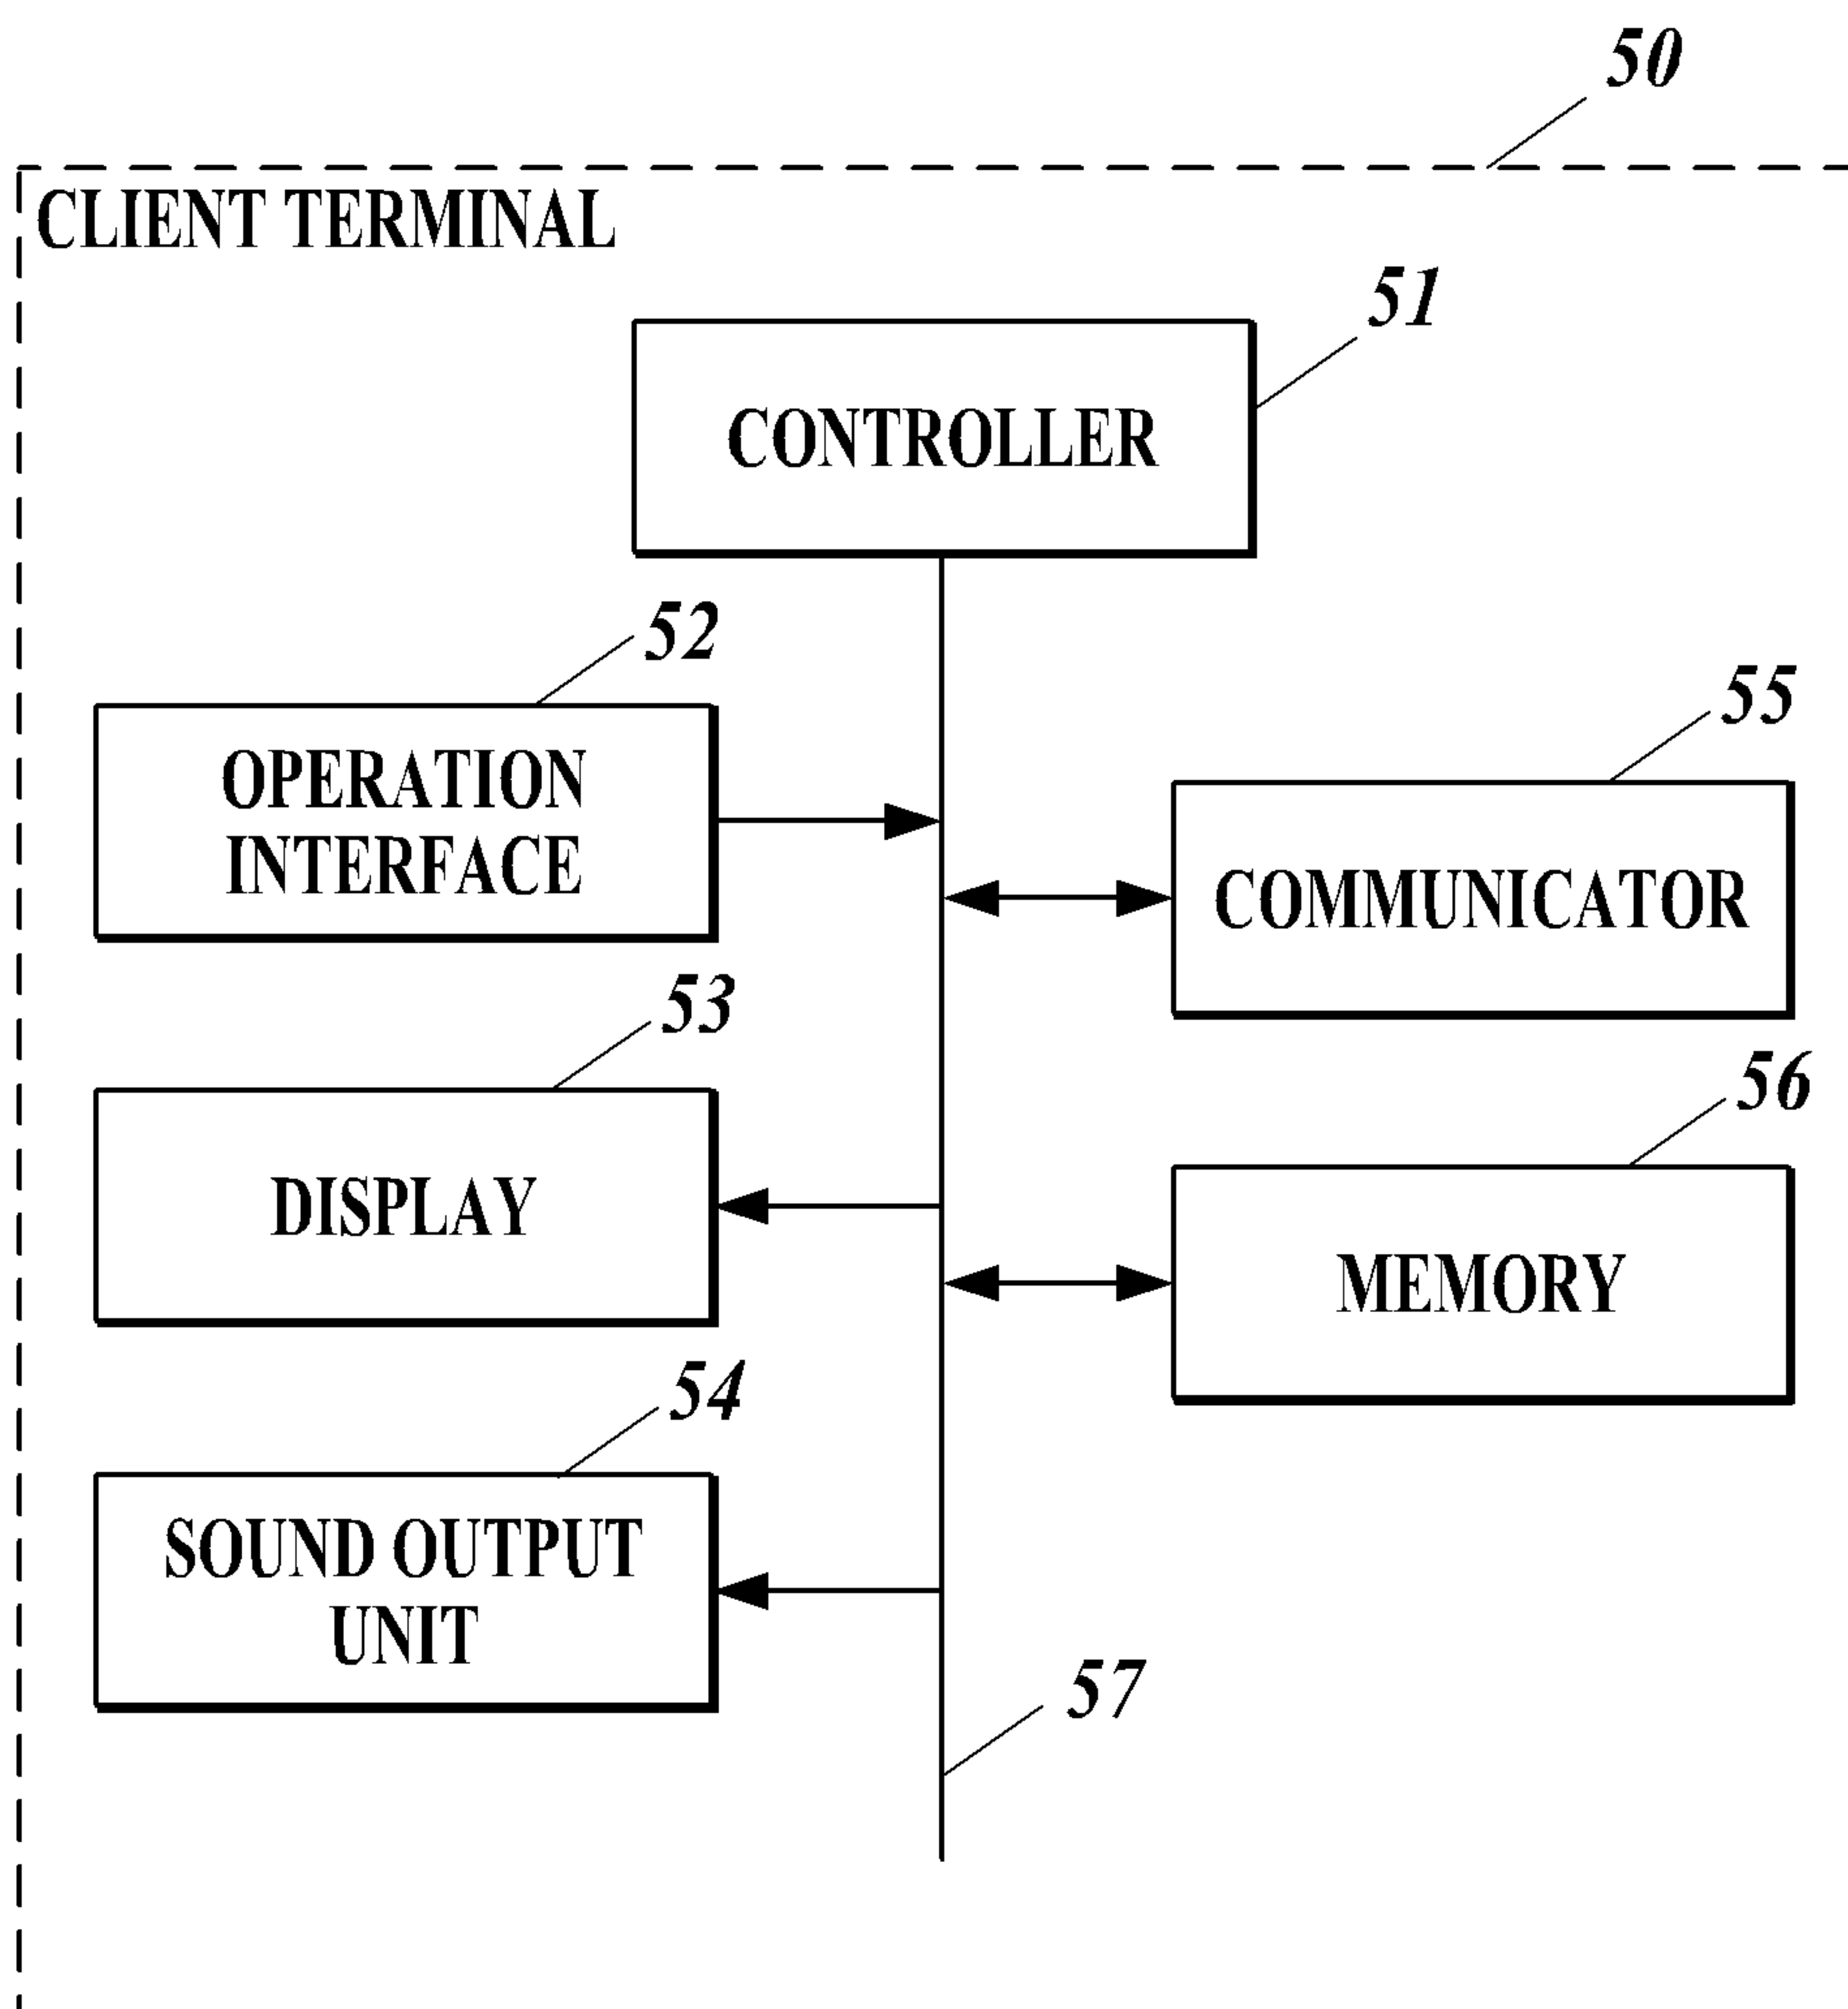 50
CLIENT TERMINAL
51
CONTROLLER
52
OPERATION
INTERFACE
55
COMMUNICATOR
53
DISPLAY
56
MEMORY
54
SOUND OUTPUT
UNIT
57